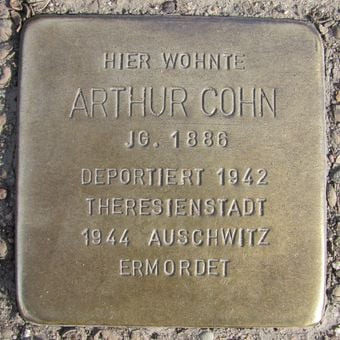 HIER WOHNTE
ARTHUR COHN
JG. 1886
DEPORTIERT 1942
THERESIENSTADT
1944 AUSCHWITZ
ERMORDET